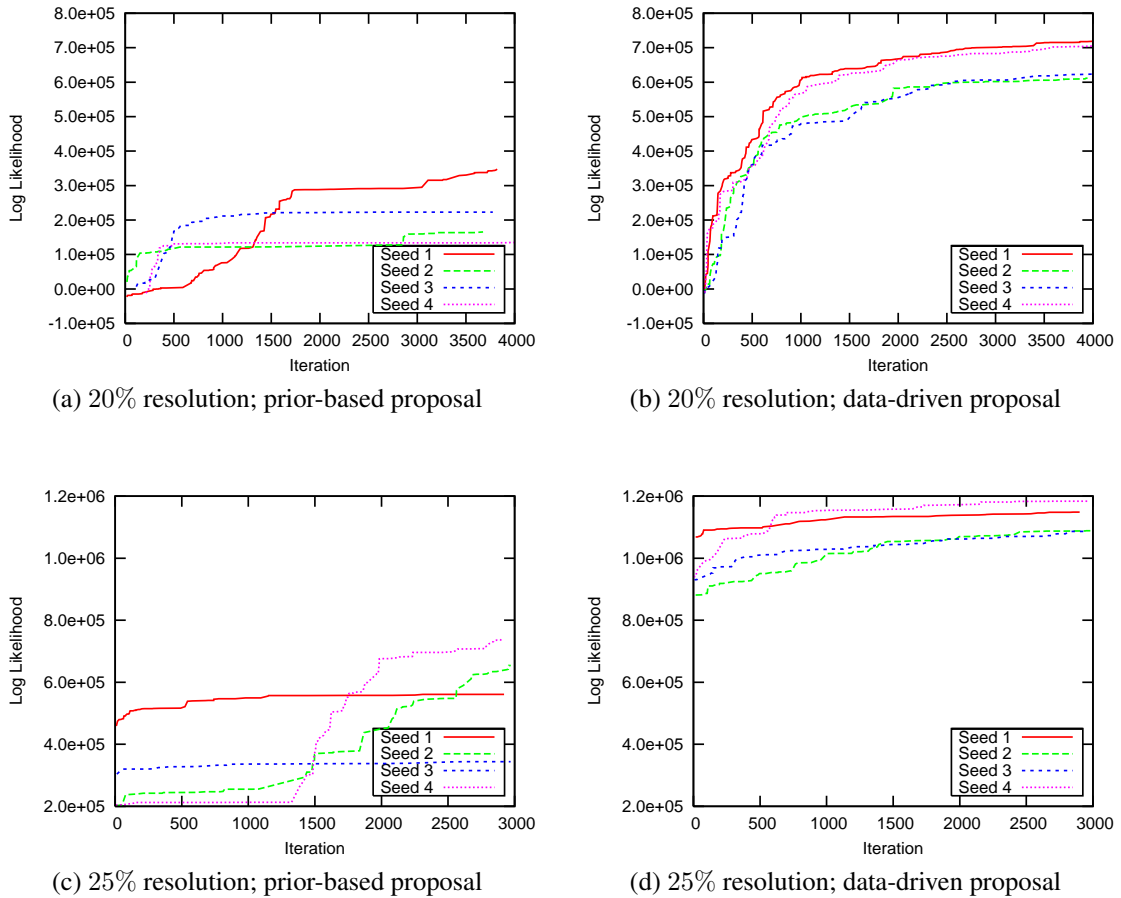 8.0e+05
7.0e+05
6.0e+05
5.0e+05
4.0e+05
3.0e+05
2.0e+05
1.0e+05
0.0e+00
-1.0e+05
Log Likelihood
0 500 1000 1500 2000 2500 3000 3500 4000
Iteration
Seed 1
Seed 2
Seed 3
Seed 4
(a) 20% resolution; prior-based proposal
8.0e+05
7.0e+05
6.0e+05
5.0e+05
4.0e+05
3.0e+05
2.0e+05
1.0e+05
0.0e+00
-1.0e+05
Log Likelihood
0 500 1000 1500 2000 2500 3000 3500 4000
Iteration
Seed 1
Seed 2
Seed 3
Seed 4
(b) 20% resolution; data-driven proposal
1.2e+06
1.0e+06
8.0e+05
6.0e+05
4.0e+05
2.0e+05
Log Likelihood
0 500 1000 1500 2000 2500 3000
Iteration
Seed 1
Seed 2
Seed 3
Seed 4
(c) 25% resolution; prior-based proposal
1.2e+06
1.0e+06
8.0e+05
6.0e+05
4.0e+05
2.0e+05
Log Likelihood
0 500 1000 1500 2000 2500 3000
Iteration
Seed 1
Seed 2
Seed 3
Seed 4
(d) 25% resolution; data-driven proposal